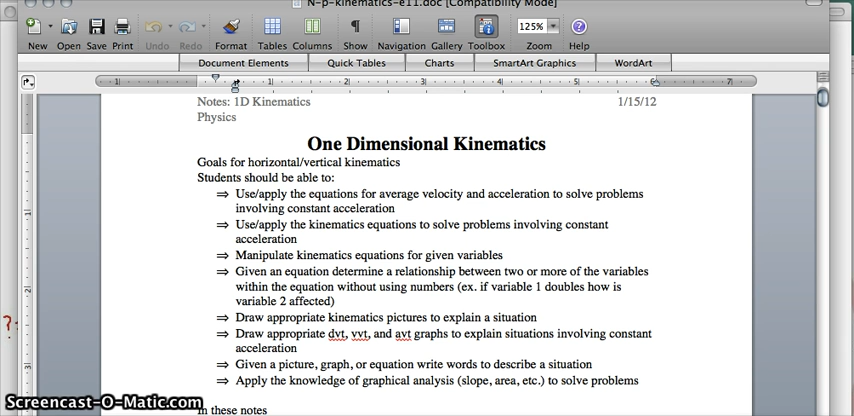 N-p-kinematics-e11.doc [Compatibility Mode]
New Open Save Print Undo Redo Format Tables Columns Show Navigation Gallery Toolbox Zoom Help
125%
Document Elements Quick Tables Charts SmartArt Graphics WordArt
Notes: 1D Kinematics 1/15/12
Physics
One Dimensional Kinematics
Goals for horizontal/vertical kinematics
Students should be able to:
⇒ Use/apply the equations for average velocity and acceleration to solve problems
involving constant acceleration
⇒ Use/apply the kinematics equations to solve problems involving constant
acceleration
⇒ Manipulate kinematics equations for given variables
⇒ Given an equation determine a relationship between two or more of the variables
within the equation without using numbers (ex. if variable 1 doubles how is
variable 2 affected)
⇒ Draw appropriate kinematics pictures to explain a situation
⇒ Draw appropriate dvt, vvt, and avt graphs to explain situations involving constant
acceleration
⇒ Given a picture, graph, or equation write words to describe a situation
⇒ Apply the knowledge of graphical analysis (slope, area, etc.) to solve problems
In these notes
Screencast-O-Matic.com